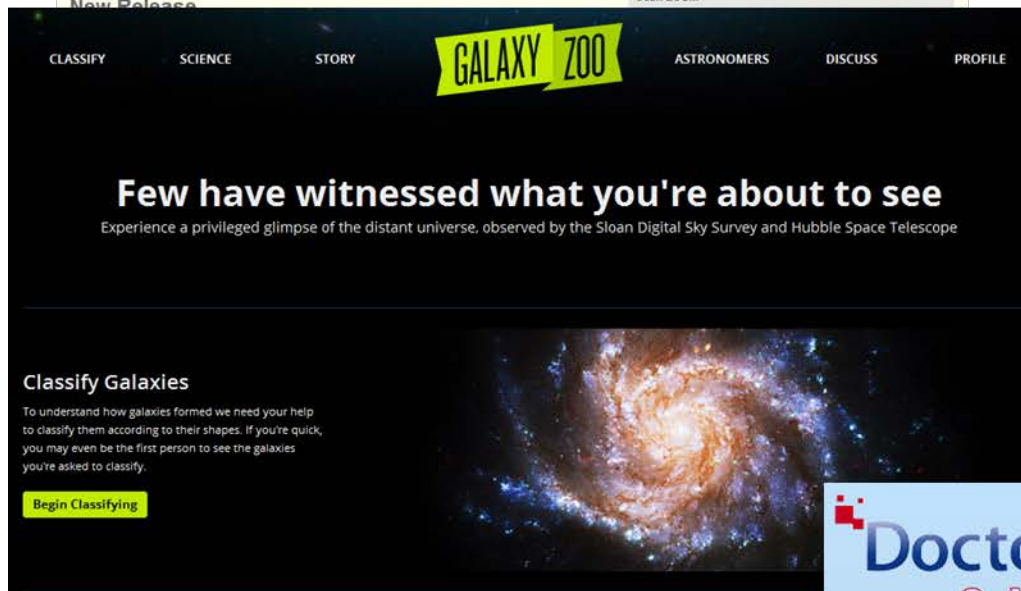 New Release
CLASSIFY SCIENCE STORY GALAXY ZOO ASTRONOMERS DISCUSS PROFILE
Few have witnessed what you're about to see
Experience a privileged glimpse of the distant universe, observed by the Sloan Digital Sky Survey and Hubble Space Telescope
Classify Galaxies
To understand how galaxies formed we need your help
to classify them according to their shapes. If you're quick,
you may even be the first person to see the galaxies
you're asked to classify.
Begin Classifying
Docto